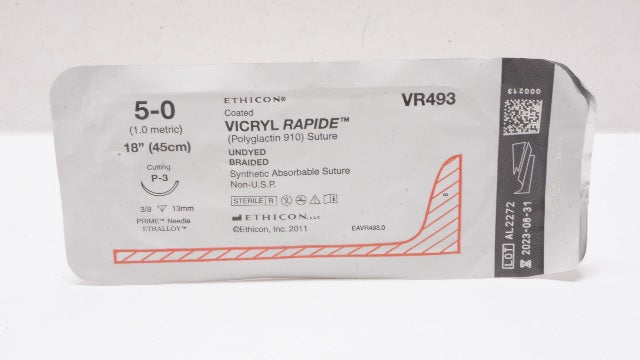 5-0
(1.0 metric)
18" (45cm)
Cutting
P-3
3/8 13mm
PRIME™ Needle
ETHALLOY™
ETHICON®
Coated
VICRYL RAPIDE™
(Polyglactin 910) Suture
UNDYED
BRAIDED
Synthetic Absorbable Suture
Non-U.S.P.
STERILE R
ETHICON, LLC
©Ethicon, Inc. 2011
EAVR493.0
VR493
6
000213
LOT AL2272
2023-08-31